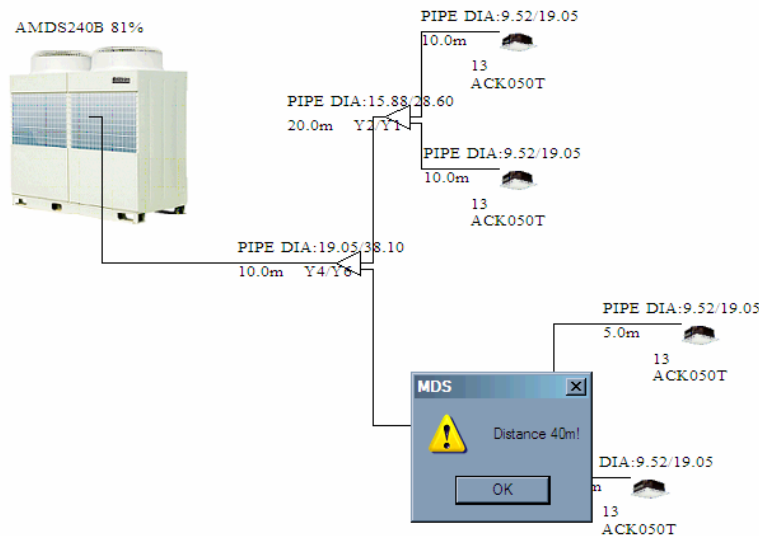 AMDS240B 81%
PIPE DIA:9.52/19.05
10.0m
13
ACK050T
PIPE DIA:15.88/28.60
20.0m Y2/Y1
PIPE DIA:9.52/19.05
10.0m
13
ACK050T
PIPE DIA:19.05/38.10
10.0m Y4/Y6
PIPE DIA:9.52/19.05
5.0m
13
ACK050T
MDS
Distance 40m!
OK
DIA:9.52/19.05
13
ACK050T